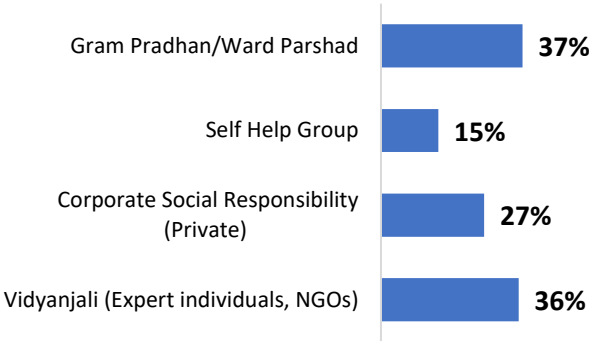 Gram Pradhan/Ward Parshad
37%
Self Help Group
15%
Corporate Social Responsibility
(Private)
27%
Vidyanjali (Expert individuals, NGOs)
36%